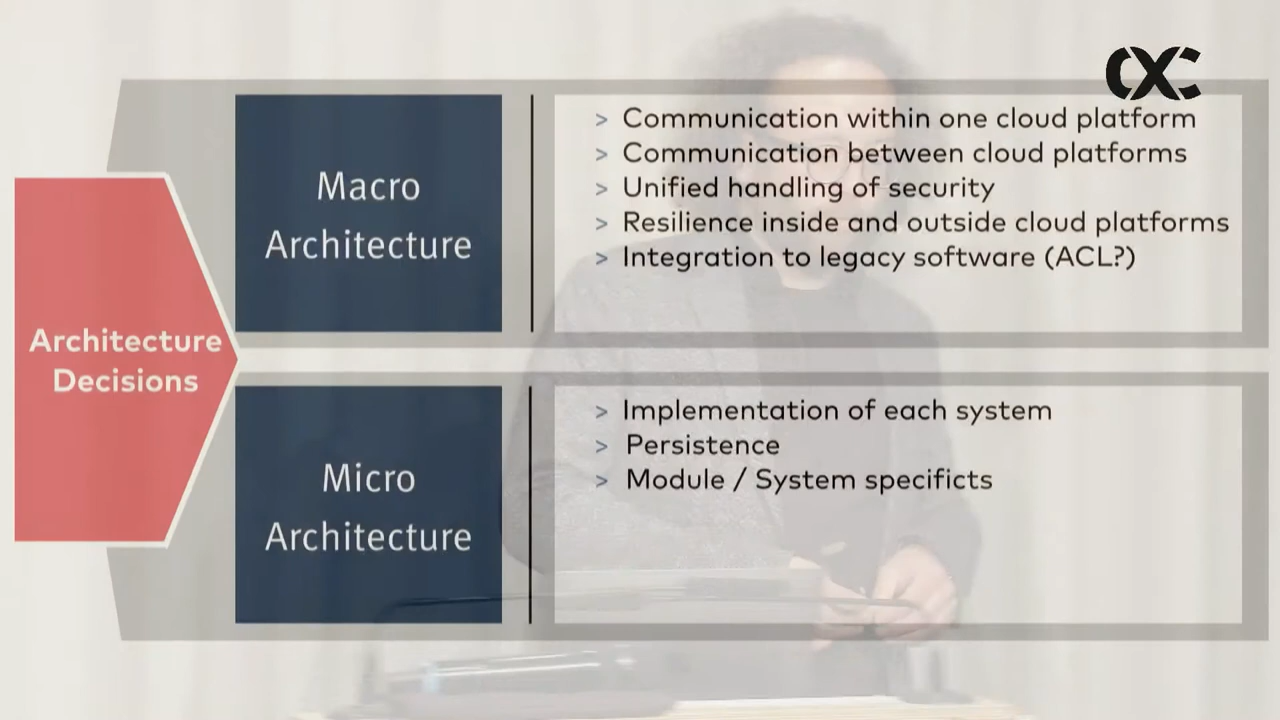 CXC
Architecture
Decisions
Macro
Architecture
> Communication within one cloud platform
> Communication between cloud platforms
> Unified handling of security
> Resilience inside and outside cloud platforms
> Integration to legacy software (ACL?)
Micro
Architecture
> Implementation of each system
> Persistence
> Module / System specificts